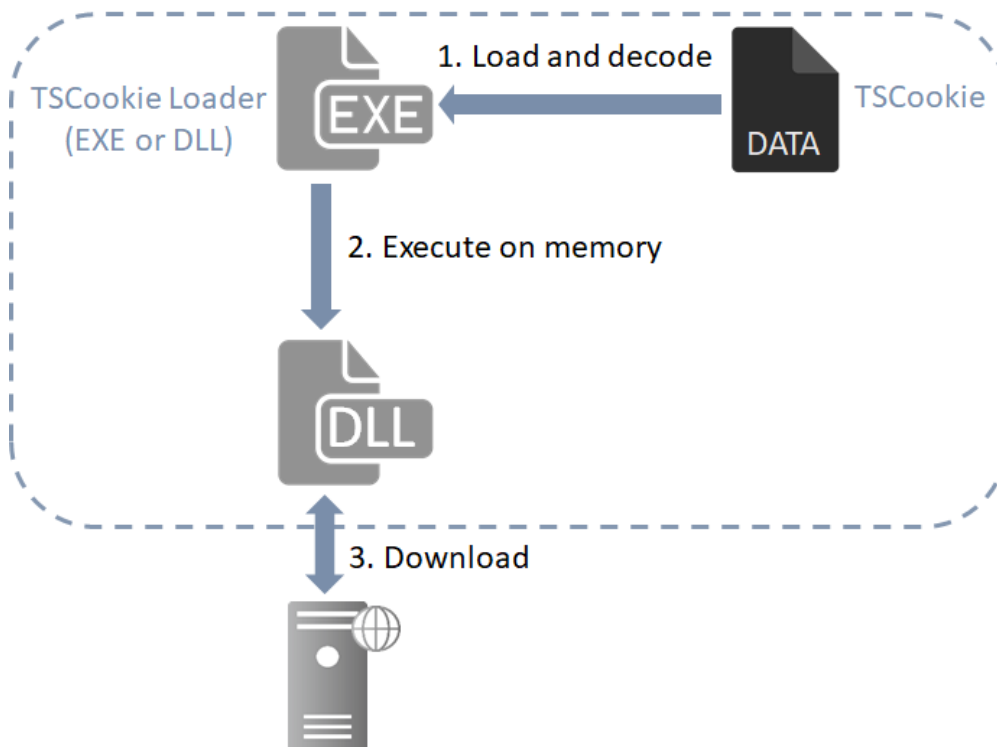 1. Load and decode
TSCookie Loader
(EXE or DLL)
EXE
DATA
TSCookie
2. Execute on memory
DLL
3. Download